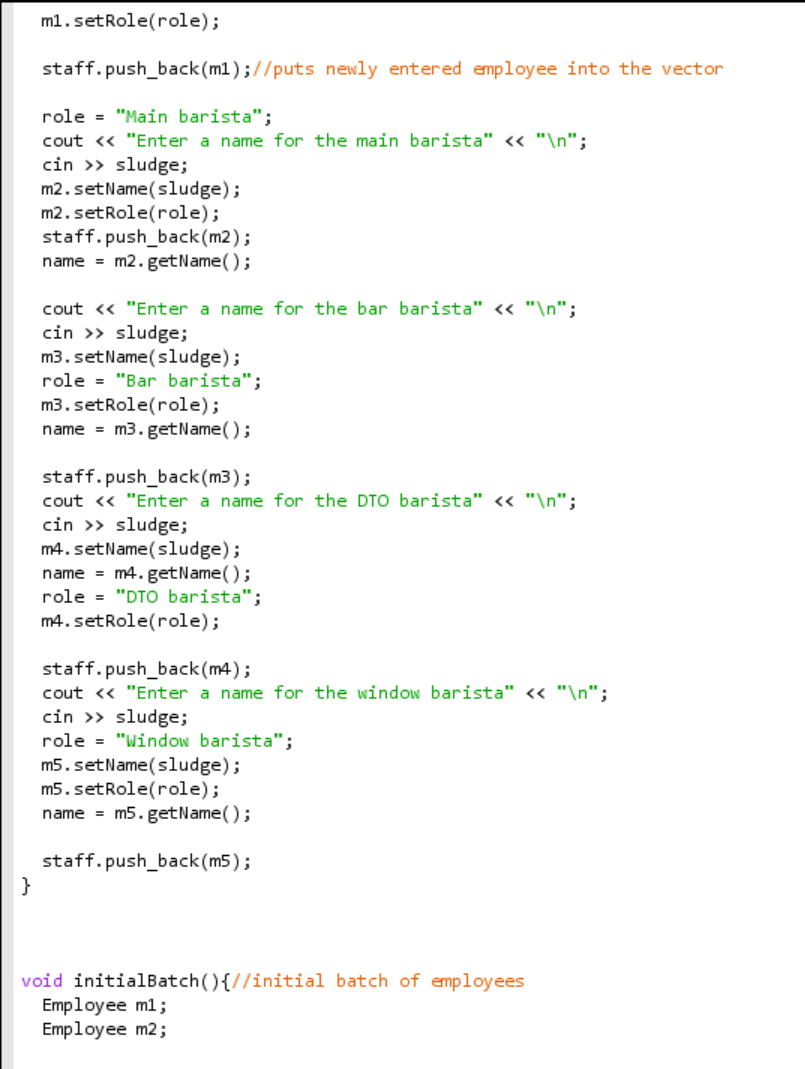 m1.setRole(role);
staff.push_back(m1);//puts newly entered employee into the vector
role = "Main barista";
cout << "Enter a name for the main barista" << "\n";
cin >> sludge;
m2.setName(sludge);
m2.setRole(role);
staff.push_back(m2);
name = m2.getName();
cout << "Enter a name for the bar barista" << "\n";
cin >> sludge;
m3.setName(sludge);
role = "Bar barista";
m3.setRole(role);
name = m3.getName();
staff.push_back(m3);
cout << "Enter a name for the DTO barista" << "\n";
cin >> sludge;
m4.setName(sludge);
name = m4.getName();
role = "DTO barista";
m4.setRole(role);
staff.push_back(m4);
cout << "Enter a name for the window barista" << "\n";
cin >> sludge;
role = "Window barista";
m5.setName(sludge);
m5.setRole(role);
name = m5.getName();
staff.push_back(m5);
}
void initialBatch(){//initial batch of employees
Employee m1;
Employee m2;